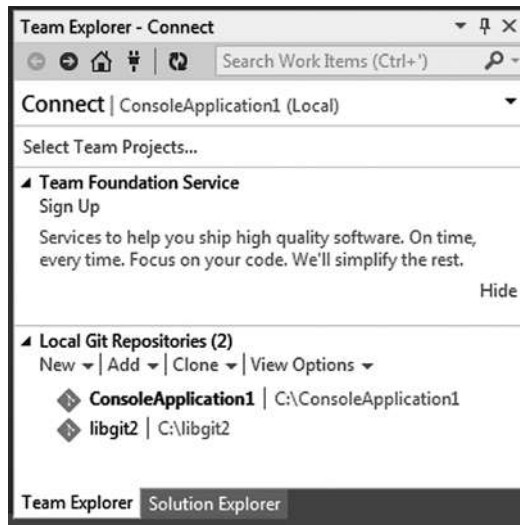 Team Explorer - Connect
Search Work Items (Ctrl+')
Connect | ConsoleApplication1 (Local)
Select Team Projects...
Team Foundation Service
Sign Up
Services to help you ship high quality software. On time,
every time. Focus on your code. We'll simplify the rest.
Hide
Local Git Repositories (2)
New | Add | Clone | View Options
ConsoleApplication1 | C:\ConsoleApplication1
libgit2 | C:\libgit2
Team Explorer Solution Explorer